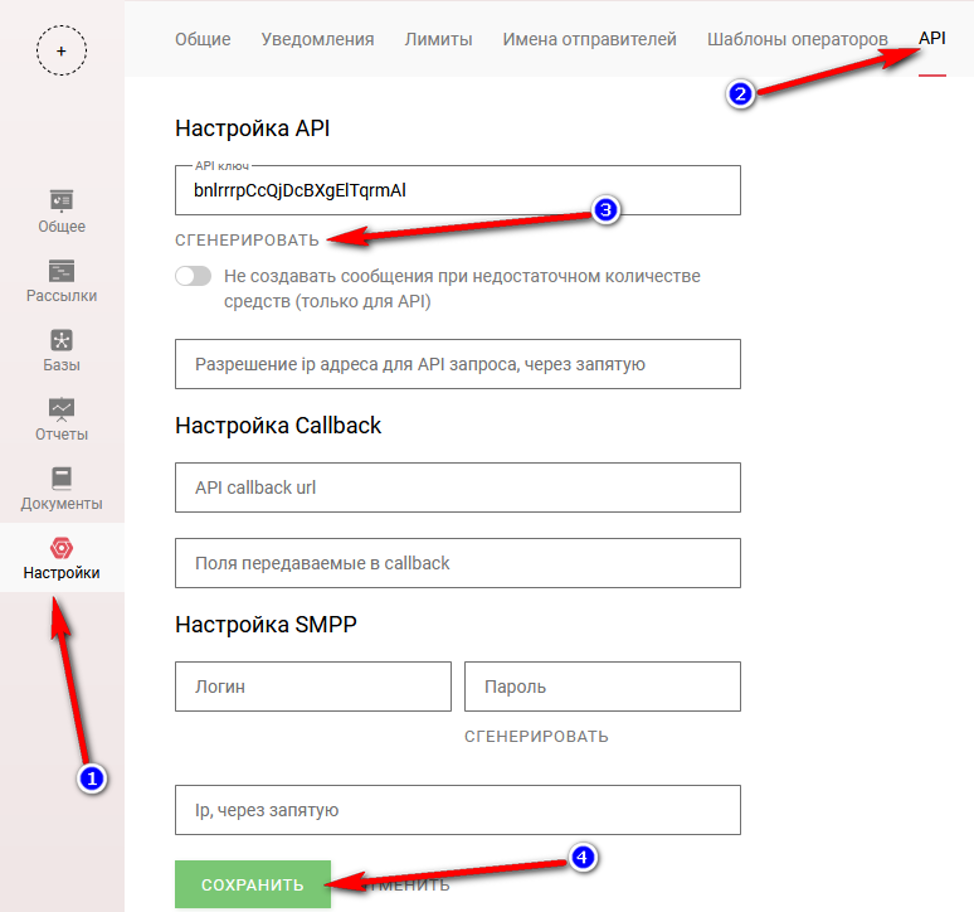 +
Общие Уведомления Лимиты Имена отправителей Шаблоны операторов API
2
Настройка API
API ключ
bnlrrrpCcQjDcBXgElTqrmAl
3
СГЕНЕРИРОВАТЬ
Не создавать сообщения при недостаточном количестве
средств (только для API)
Разрешение ip адреса для API запроса, через запятую
Настройка Callback
API callback url
Поля передаваемые в callback
Настройка SMPP
Логин Пароль
СГЕНЕРИРОВАТЬ
Ip, через запятую
4
СОХРАНИТЬ ОТМЕНИТЬ
Общее
Рассылки
Базы
Отчеты
Документы
Настройки
1